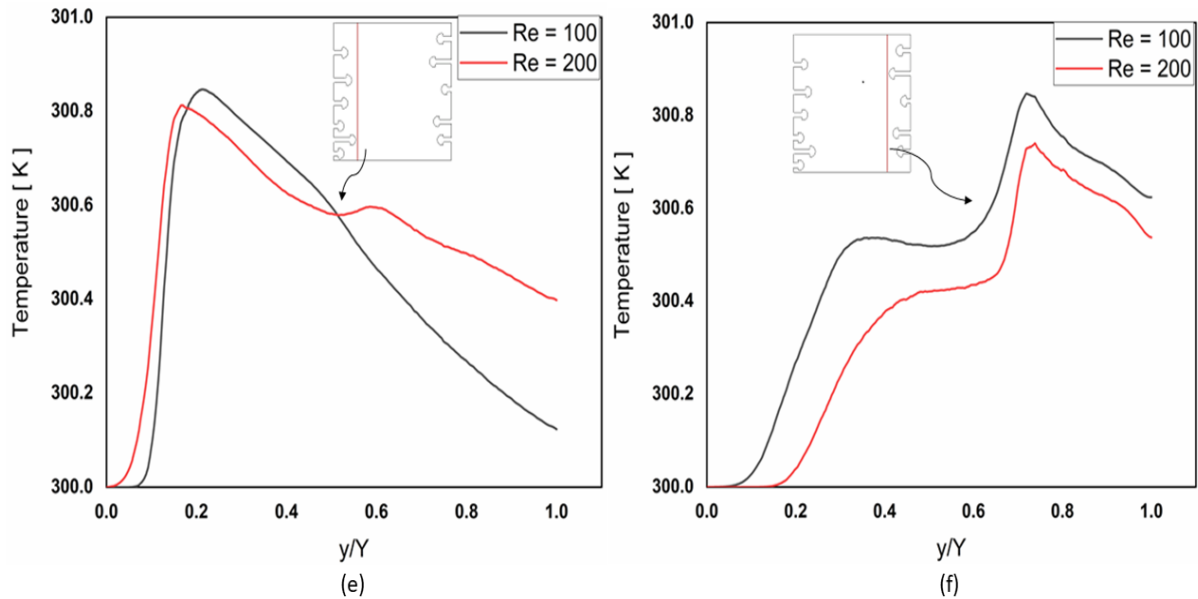 301.0
300.8
300.6
300.4
300.2
300.0
Temperature [ K ]
0.0 0.2 0.4 0.6 0.8 1.0
y/Y
Re = 100
Re = 200
(e)
301.0
300.8
300.6
300.4
300.2
300.0
Temperature [ K ]
0.0 0.2 0.4 0.6 0.8 1.0
y/Y
Re = 100
Re = 200
(f)